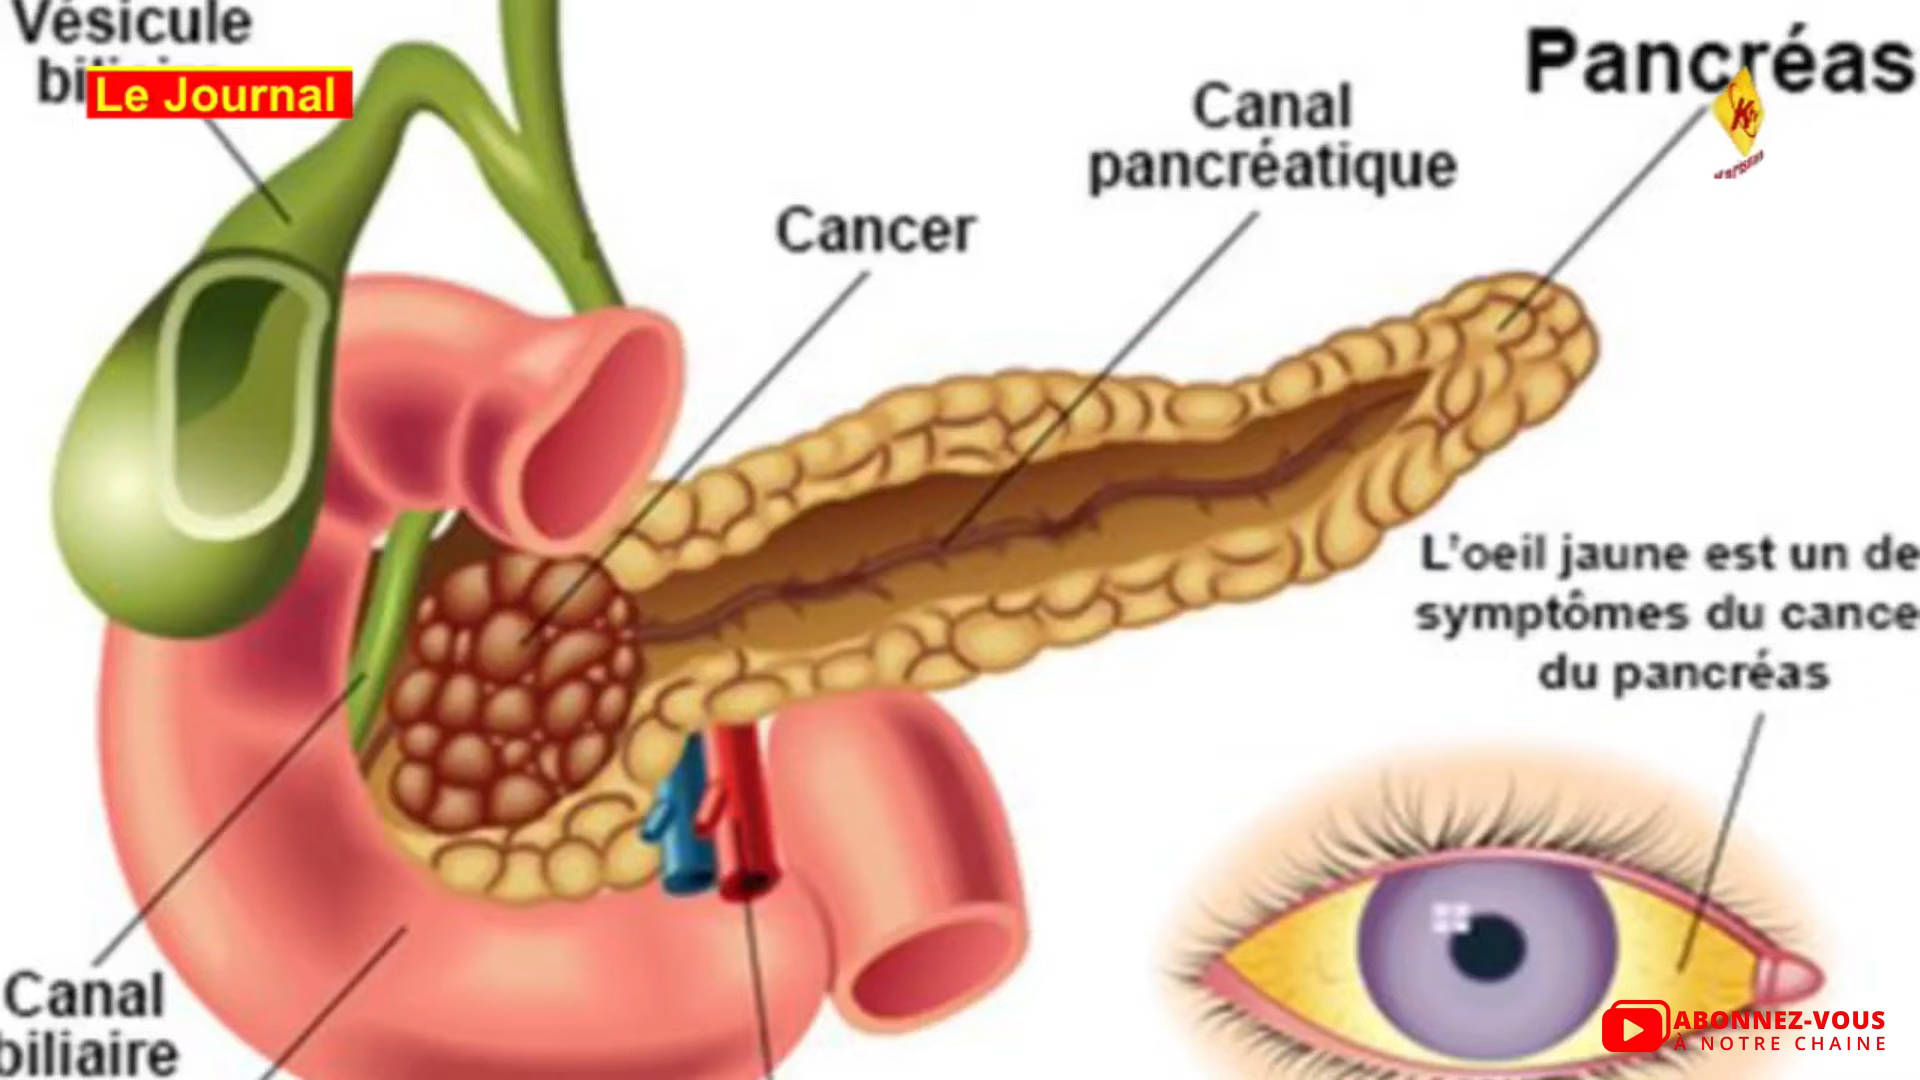 Vésicule
Le Journal
Pancréas
Canal
pancréatique
Cancer
L'oeil jaune est un de
symptômes du cance
du pancréas
Canal
biliaire
ABONNEZ-VOUS
À NOTRE CHAINE